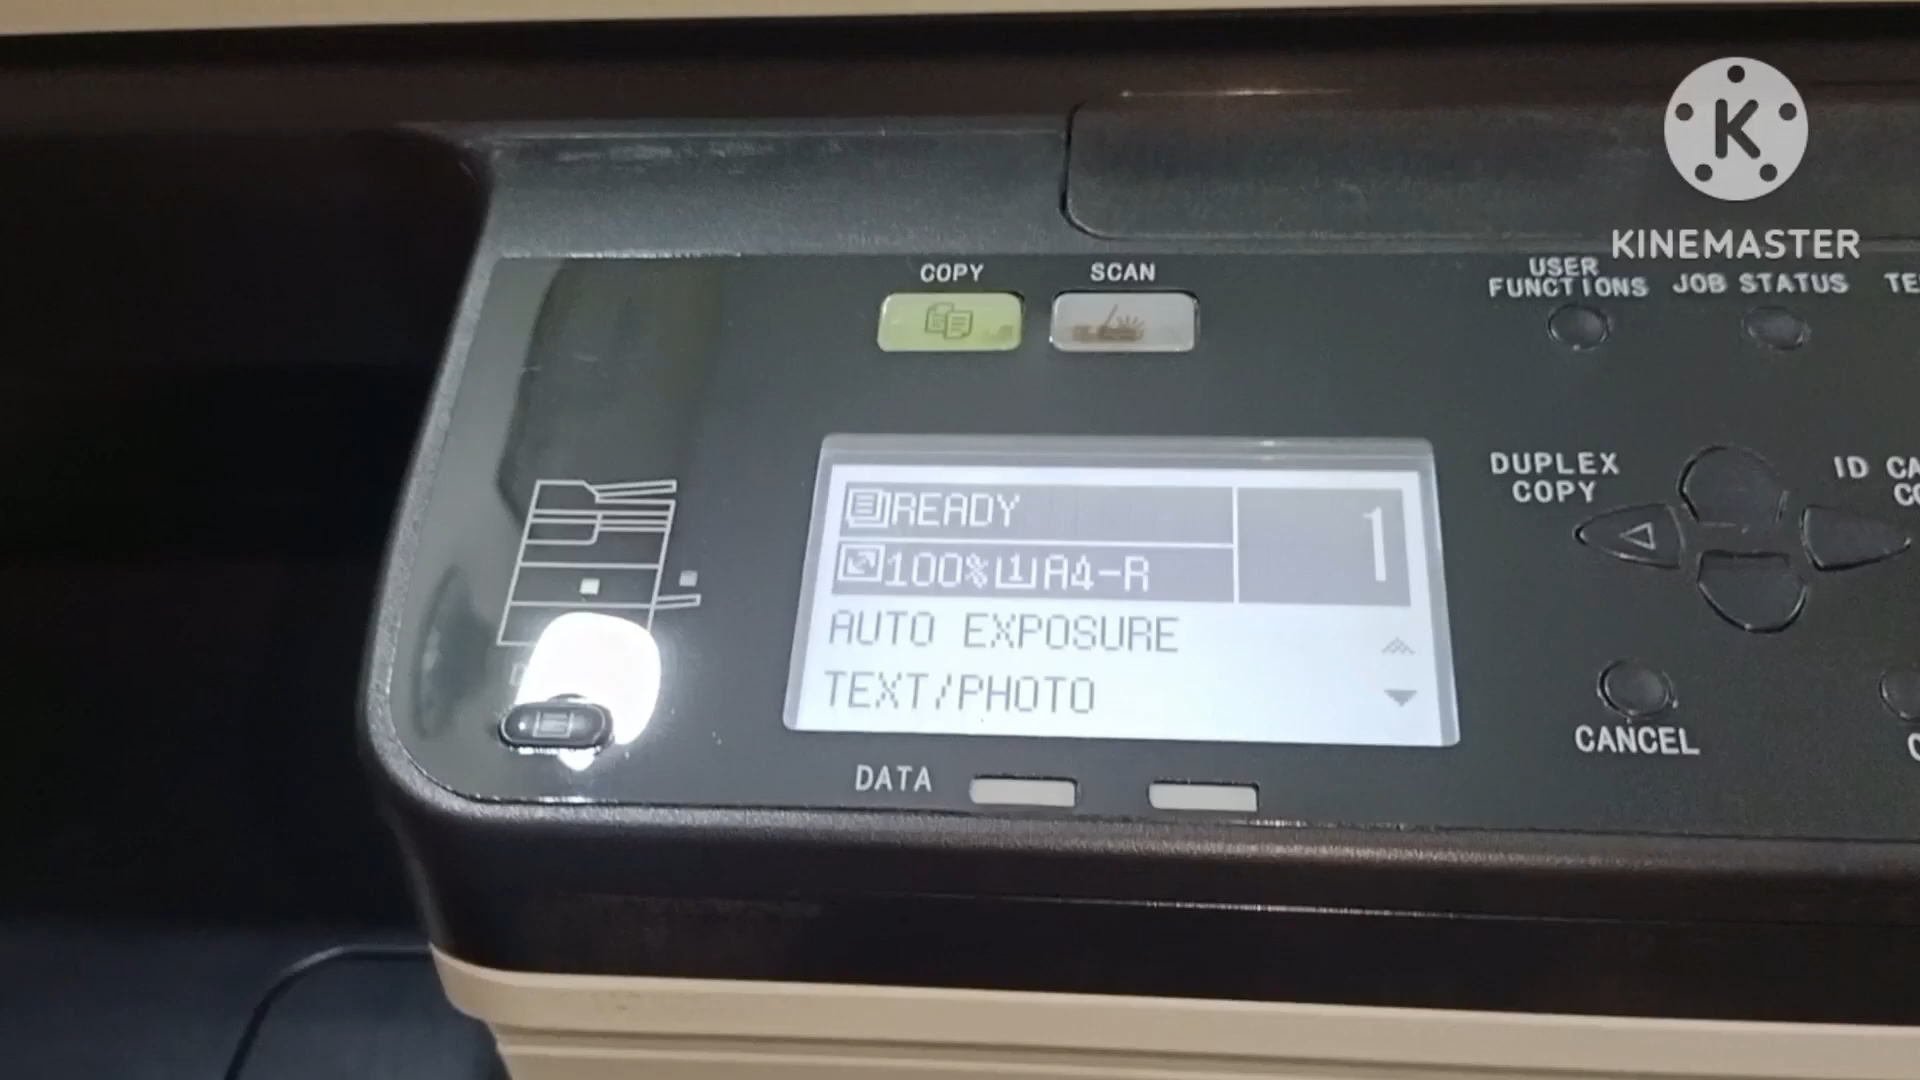 K
KINEMASTER
COPY
SCAN
USER
FUNCTIONS
JOB STATUS
DUPLEX
COPY
ID
READY
1
100% 1 A4-R
AUTO EXPOSURE
TEXT/PHOTO
CANCEL
DATA